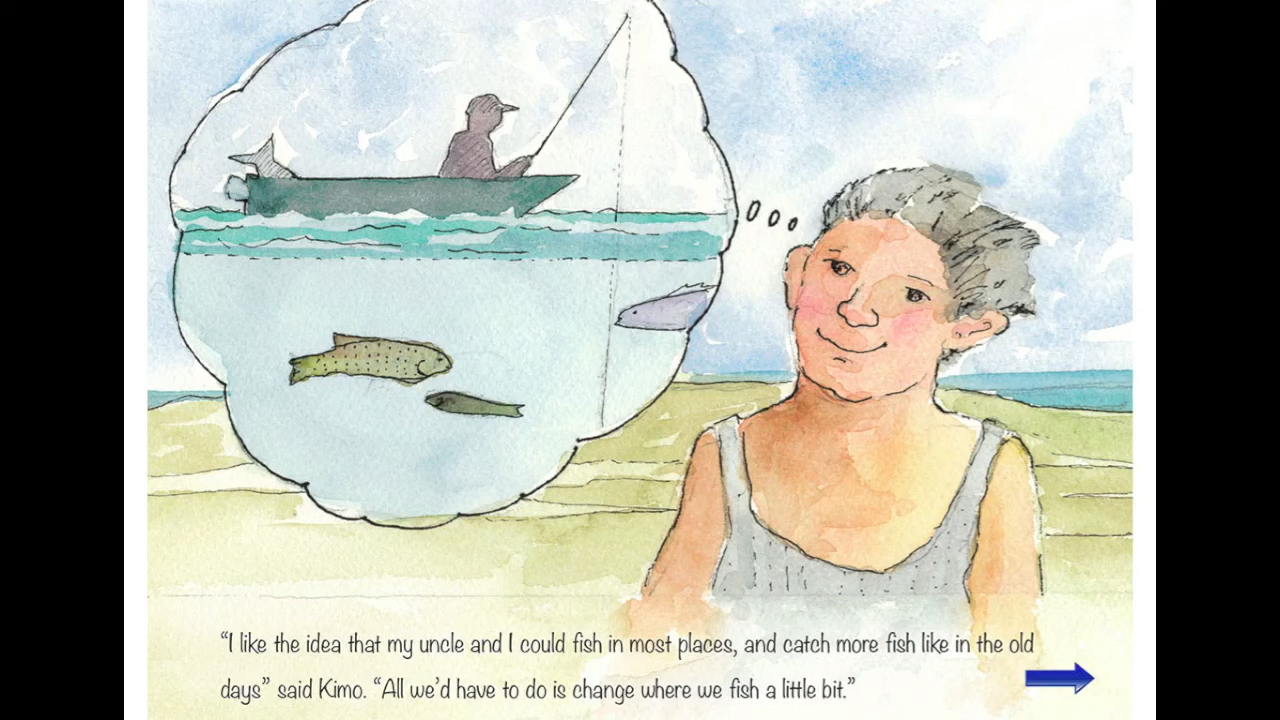 “I like the idea that my uncle and I could fish in most places, and catch more fish like in the old
days” said Kimo. “All we’d have to do is change where we fish a little bit.”